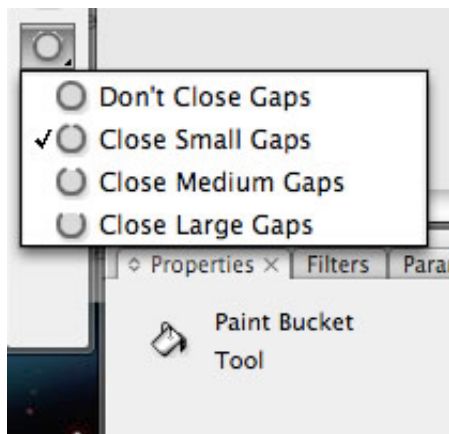 Don't Close Gaps
Close Small Gaps
Close Medium Gaps
Close Large Gaps
Properties × Filters
Paint Bucket
Tool